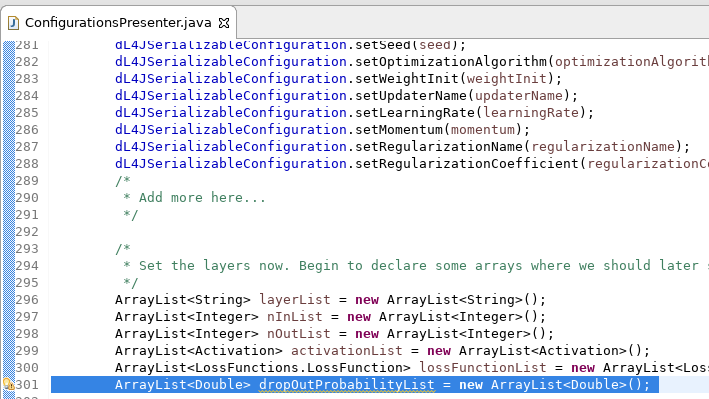 ConfigurationsPresenter.java
281 dL4JSerializableConfiguration.setSeed(seed);
282 dL4JSerializableConfiguration.setOptimizationAlgorithm(optimizationAlgorith
283 dL4JSerializableConfiguration.setWeightInit(weightInit);
284 dL4JSerializableConfiguration.setUpdaterName(updaterName);
285 dL4JSerializableConfiguration.setLearningRate(learningRate);
286 dL4JSerializableConfiguration.setMomentum(momentum);
287 dL4JSerializableConfiguration.setRegularizationName(regularizationName);
288 dL4JSerializableConfiguration.setRegularizationCoefficient(regularizationCo
289 /*
290 * Add more here...
291 */
292
293 /*
294 * Set the layers now. Begin to declare some arrays where we should later
295 */
296 ArrayList<String> layerList = new ArrayList<String>();
297 ArrayList<Integer> nInList = new ArrayList<Integer>();
298 ArrayList<Integer> nOutList = new ArrayList<Integer>();
299 ArrayList<Activation> activationList = new ArrayList<Activation>();
300 ArrayList<LossFunctions.LossFunction> lossFunctionList = new ArrayList<Loss
301 ArrayList<Double> dropOutProbabilityList = new ArrayList<Double>();